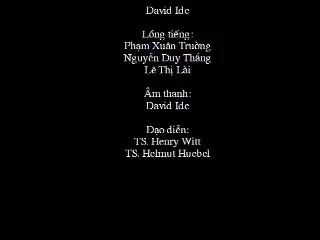 David Ide
Lồng tiếng:
Phạm Xuân Trường
Nguyễn Duy Thắng
Lê Thị Lài
Âm thanh:
David Ide
Đạo diễn:
TS. Henry Witt
TS. Helmut Huebel